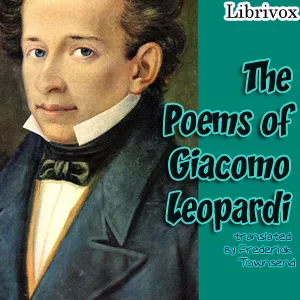 Librivox
The
Poems of
Giacomo
Leopardi
translated
By Frederick
Townsend